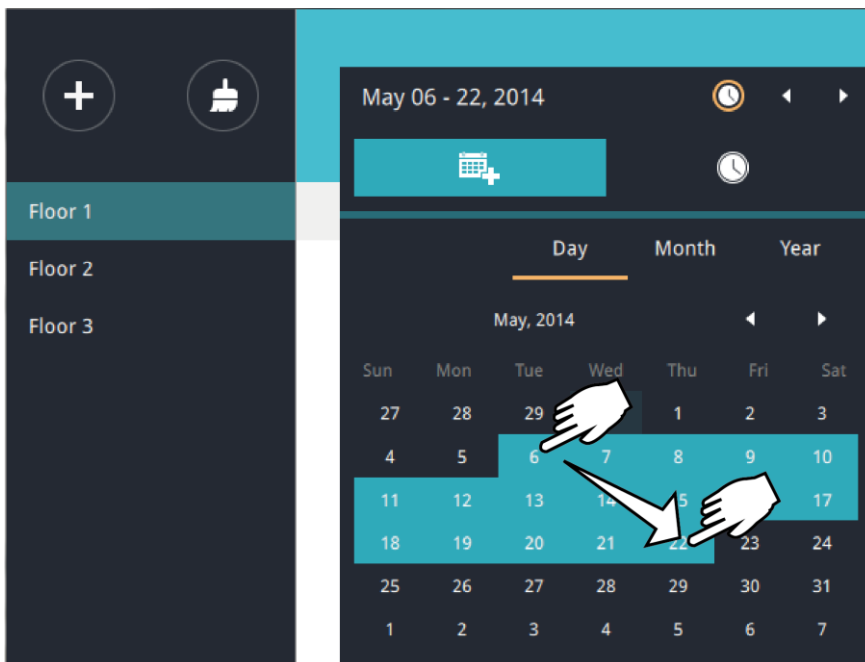 May 06 - 22, 2014
Floor 1
Floor 2
Floor 3
Day Month Year
May, 2014
Sun Mon Tue Wed Thu Fri Sat
27 28 29 1 2 3
4 5 6 7 8 9 10
11 12 13 14 15 17
18 19 20 21 22 23 24
25 26 27 28 29 30 31
1 2 3 4 5 6 7